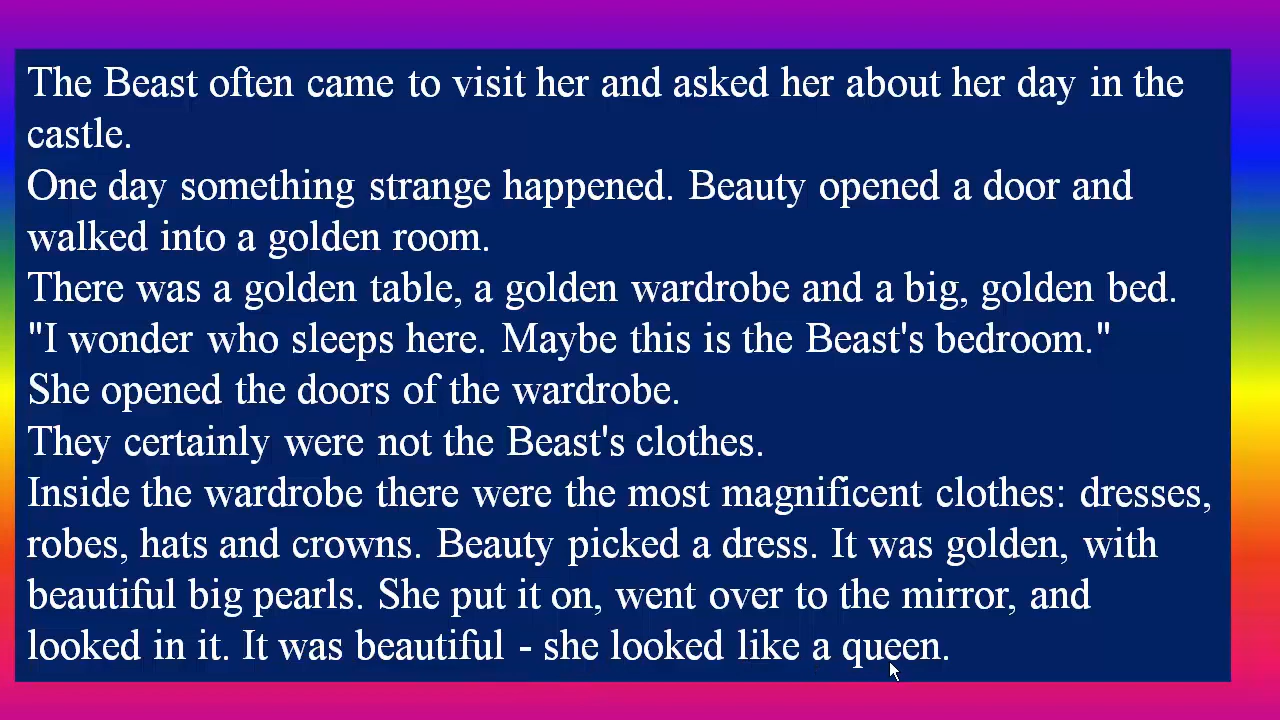 The Beast often came to visit her and asked her about her day in the
castle.
One day something strange happened. Beauty opened a door and
walked into a golden room.
There was a golden table, a golden wardrobe and a big, golden bed.
"I wonder who sleeps here. Maybe this is the Beast's bedroom."
She opened the doors of the wardrobe.
They certainly were not the Beast's clothes.
Inside the wardrobe there were the most magnificent clothes: dresses,
robes, hats and crowns. Beauty picked a dress. It was golden, with
beautiful big pearls. She put it on, went over to the mirror, and
looked in it. It was beautiful - she looked like a queen.